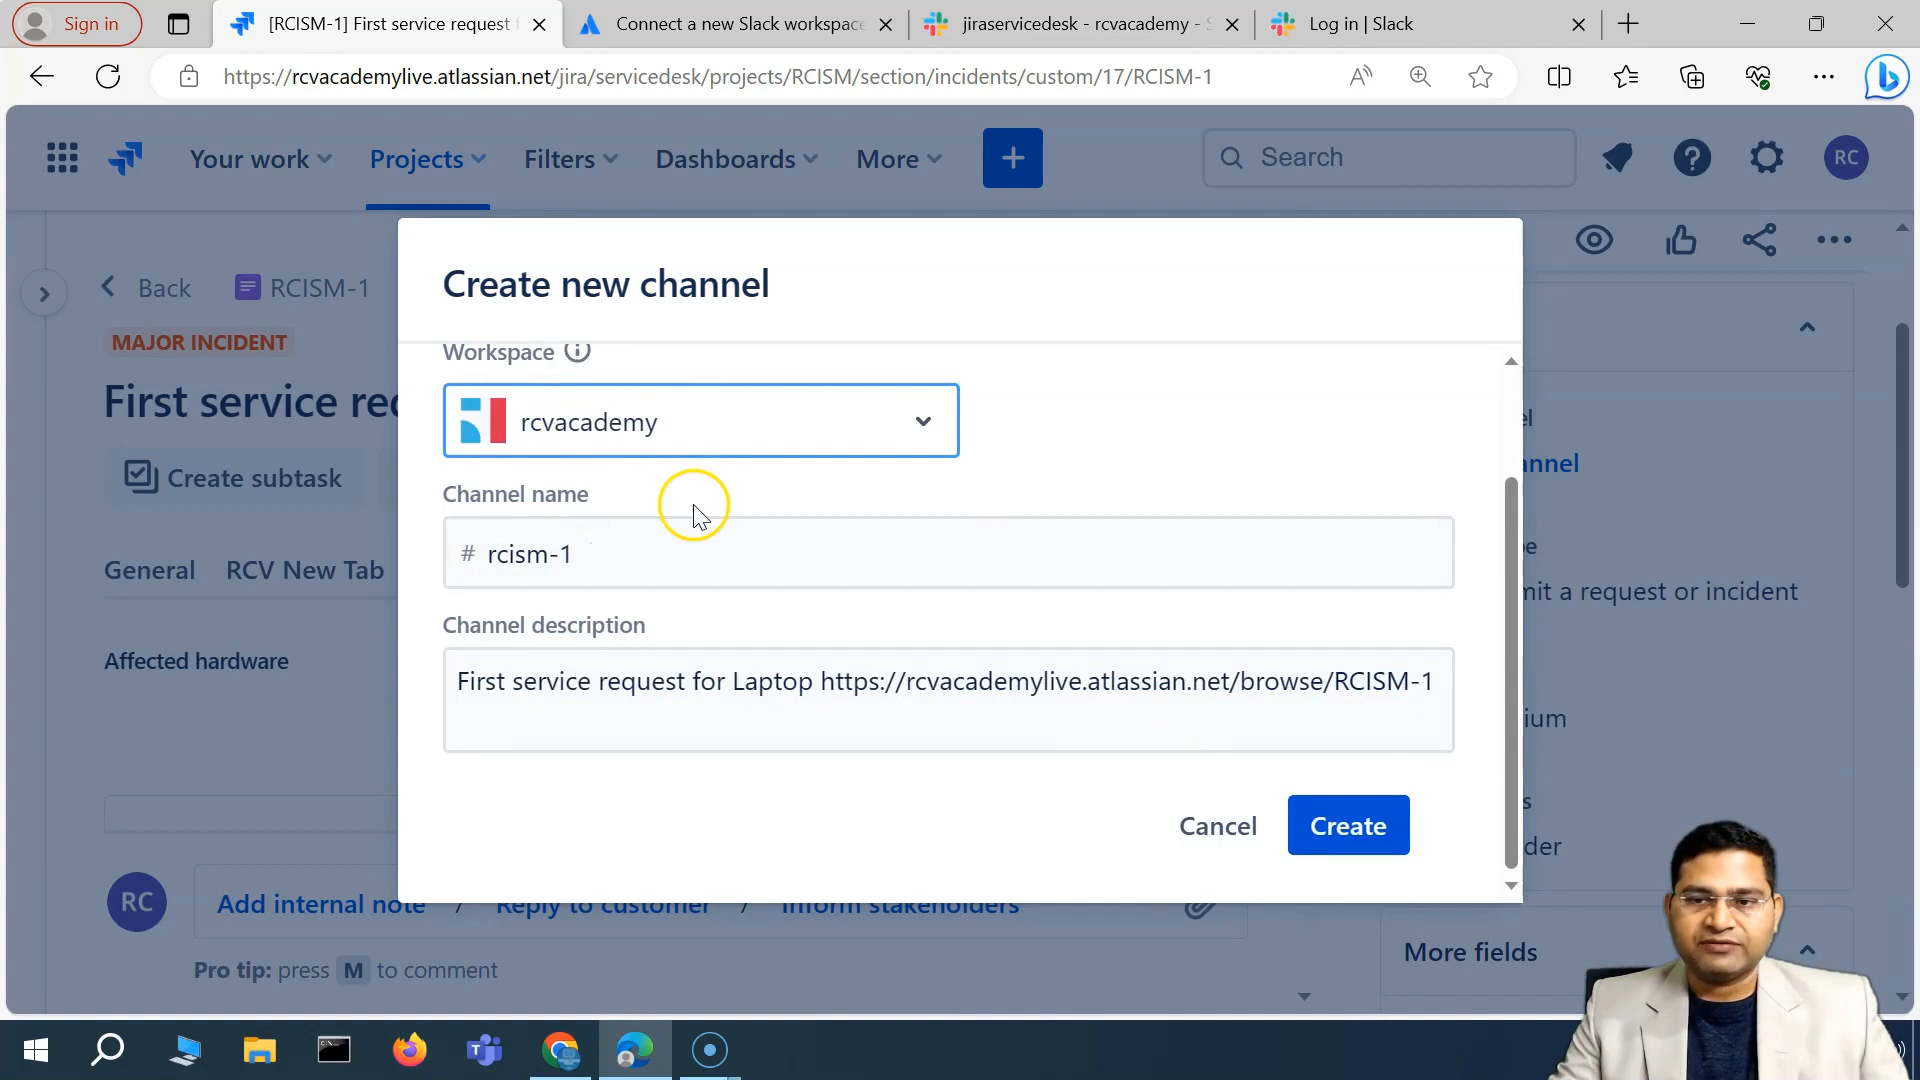 Sign in
[RCISM-1] First service request f
Connect a new Slack workspace
jiraservicedesk - rcvacademy - S
Log in | Slack
https://rcvacademylive.atlassian.net/jira/servicedesk/projects/RCISM/section/incidents/custom/17/RCISM-1
Your work
Projects
Filters
Dashboards
More
Search
RC
Back
RCISM-1
MAJOR INCIDENT
First service rec
Create subtask
General
RCV New Tab
Affected hardware
Create new channel
Workspace
rcvacademy
Channel name
# rcism-1
Channel description
First service request for Laptop https://rcvacademylive.atlassian.net/browse/RCISM-1
Cancel
Create
annel
mit a request or incident
ium
der
RC
Add internal note / Reply to customer / Inform stakeholders
Pro tip: press M to comment
More fields